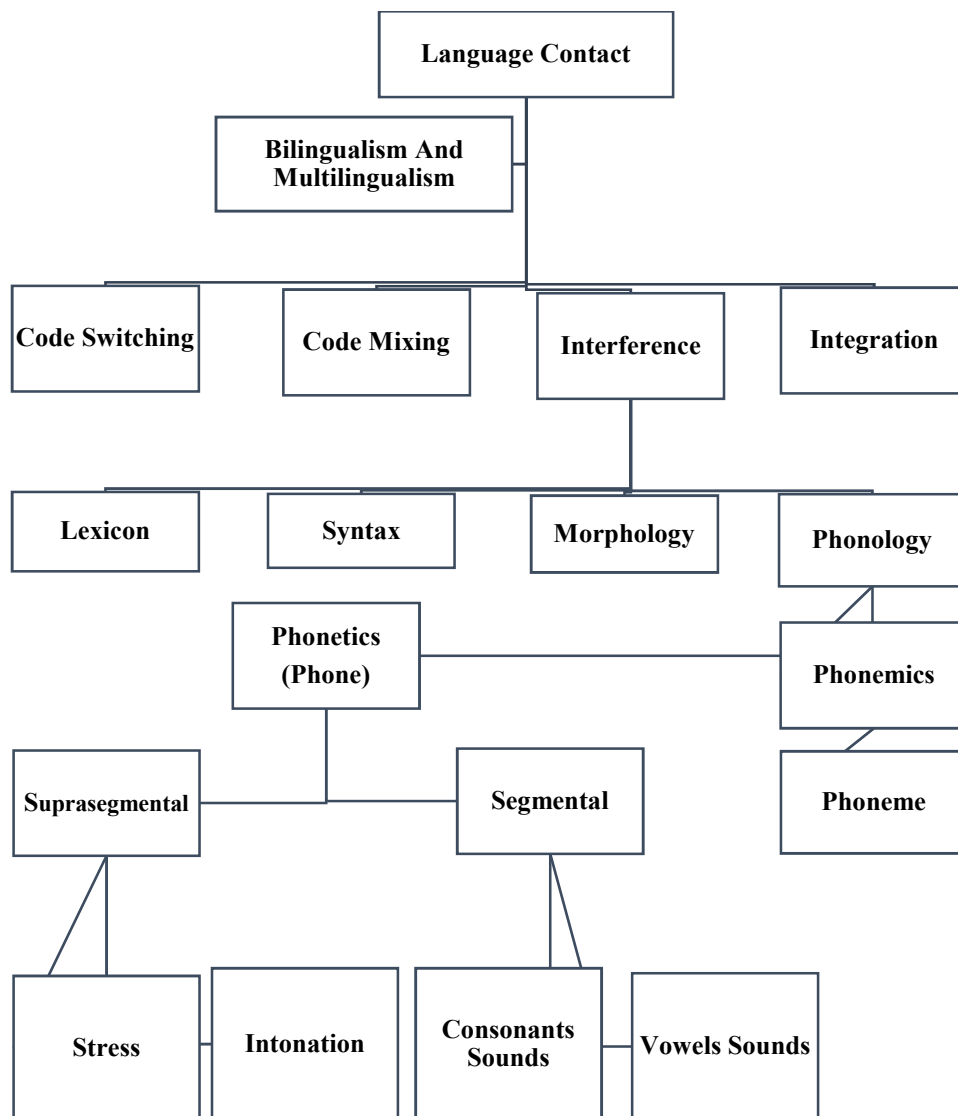 Language Contact
Bilingualism And
Multilingualism
Code Switching
Code Mixing
Interference
Integration
Lexicon
Syntax
Morphology
Phonology
Phonetics
(Phone)
Phonemics
Suprasegmental
Segmental
Phoneme
Stress
Intonation
Consonants
Sounds
Vowels Sounds